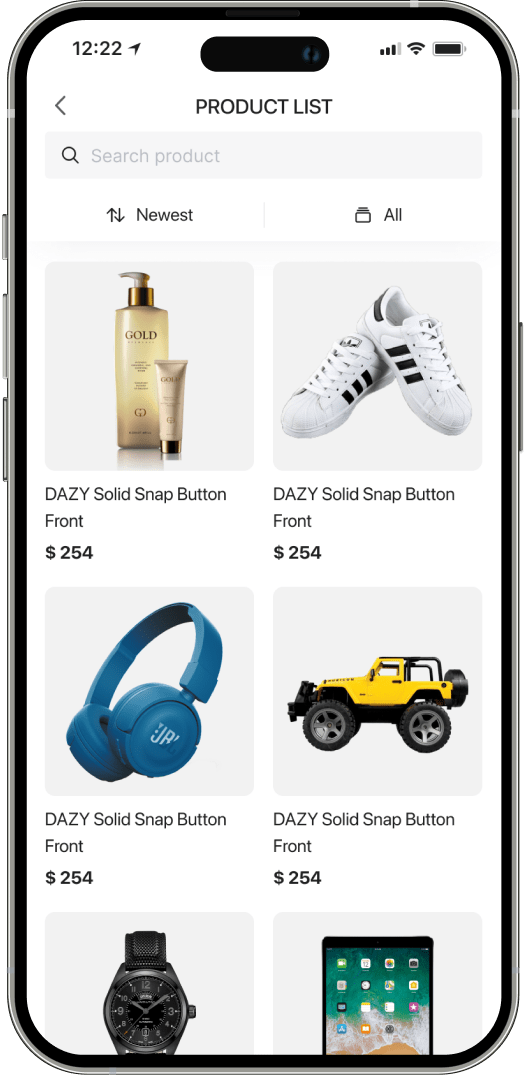 12:22
PRODUCT LIST
Search product
Newest
All
GOLD
GOLD
DAZY Solid Snap Button
Front
$ 254
DAZY Solid Snap Button
Front
$ 254
JBL
DAZY Solid Snap Button
Front
$ 254
DAZY Solid Snap Button
Front
$ 254